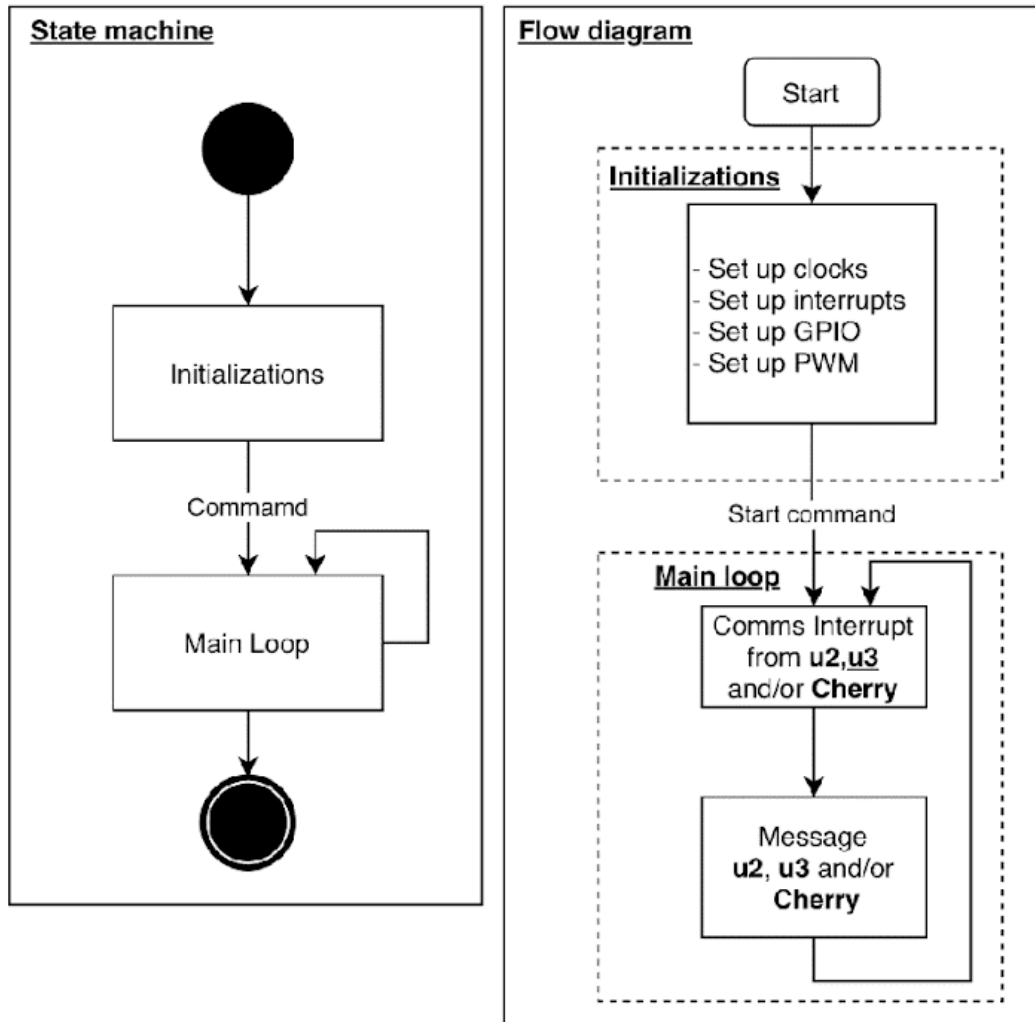 State machine
Initializations
Commamd
Main Loop
Flow diagram
Start
Initializations
- Set up clocks
- Set up interrupts
- Set up GPIO
- Set up PWM
Start command
Main loop
Comms Interrupt
from u2,u3
and/or Cherry
Message
u2, u3 and/or
Cherry